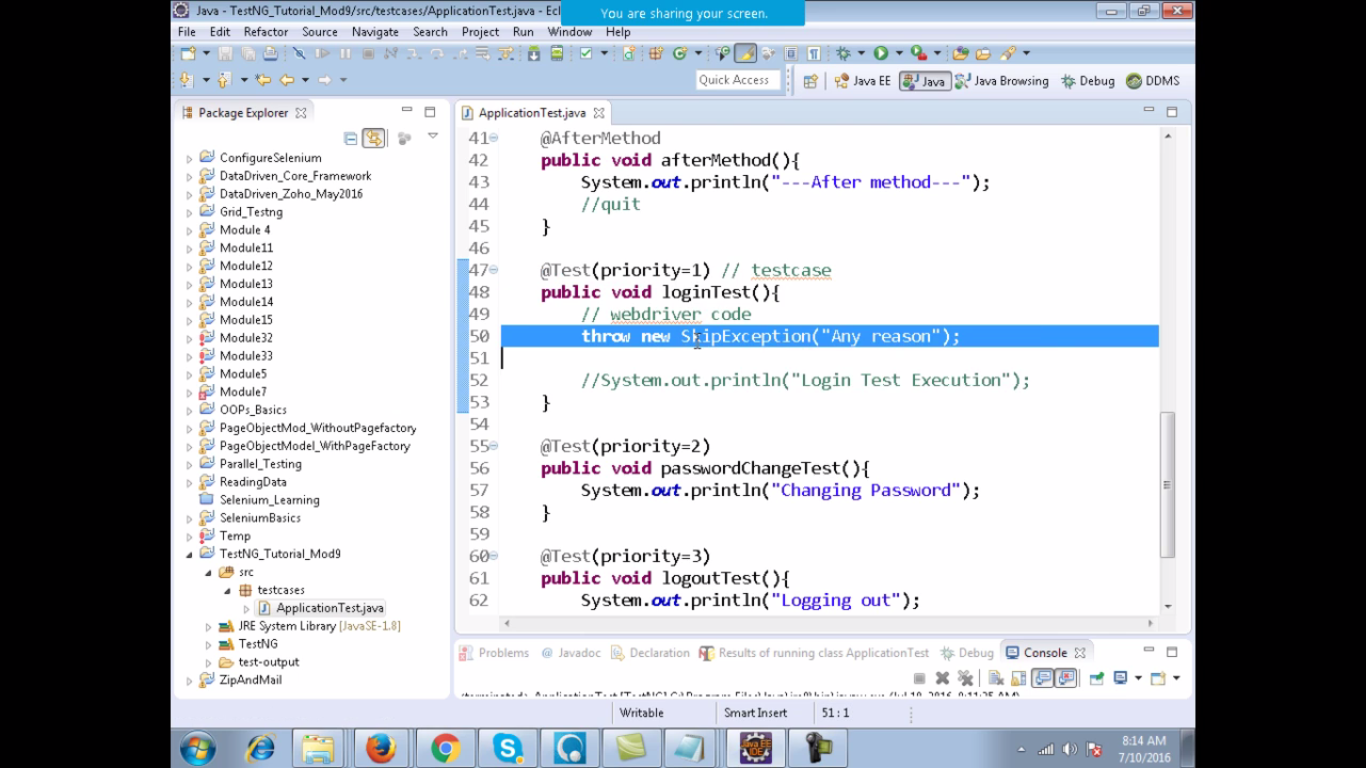 Java - TestNG_Tutorial_Mod9/src/testcases/ApplicationTest.java - Ecl
You are sharing your screen.
File Edit Refactor Source Navigate Search Project Run Window Help
Quick Access Java EE Java Java Browsing Debug DDMS
Package Explorer
ApplicationTest.java
ConfigureSelenium
DataDriven_Core_Framework
DataDriven_Zoho_May2016
Grid_Testng
Module 4
Module11
Module12
Module13
Module14
Module15
Module32
Module33
Module5
Module7
OOPs_Basics
PageObjectMod_WithoutPagefactory
PageObjectModel_WithPageFactory
Parallel_Testing
ReadingData
Selenium_Learning
SeleniumBasics
Temp
TestNG_Tutorial_Mod9
src
testcases
ApplicationTest.java
JRE System Library [JavaSE-1.8]
TestNG
test-output
ZipAndMail
41 @AfterMethod
42 public void afterMethod(){
43 System.out.println("---After method---");
44 //quit
45 }
46
47 @Test(priority=1) // testcase
48 public void loginTest(){
49 // webdriver code
50 throw new SkipException("Any reason");
51
52 //System.out.println("Login Test Execution");
53 }
54
55 @Test(priority=2)
56 public void passwordChangeTest(){
57 System.out.println("Changing Password");
58 }
59
60 @Test(priority=3)
61 public void logoutTest(){
62 System.out.println("Logging out");
Problems Javadoc Declaration Results of running class ApplicationTest Debug Console
Writable Smart Insert 51 : 1
8:14 AM
7/10/2016